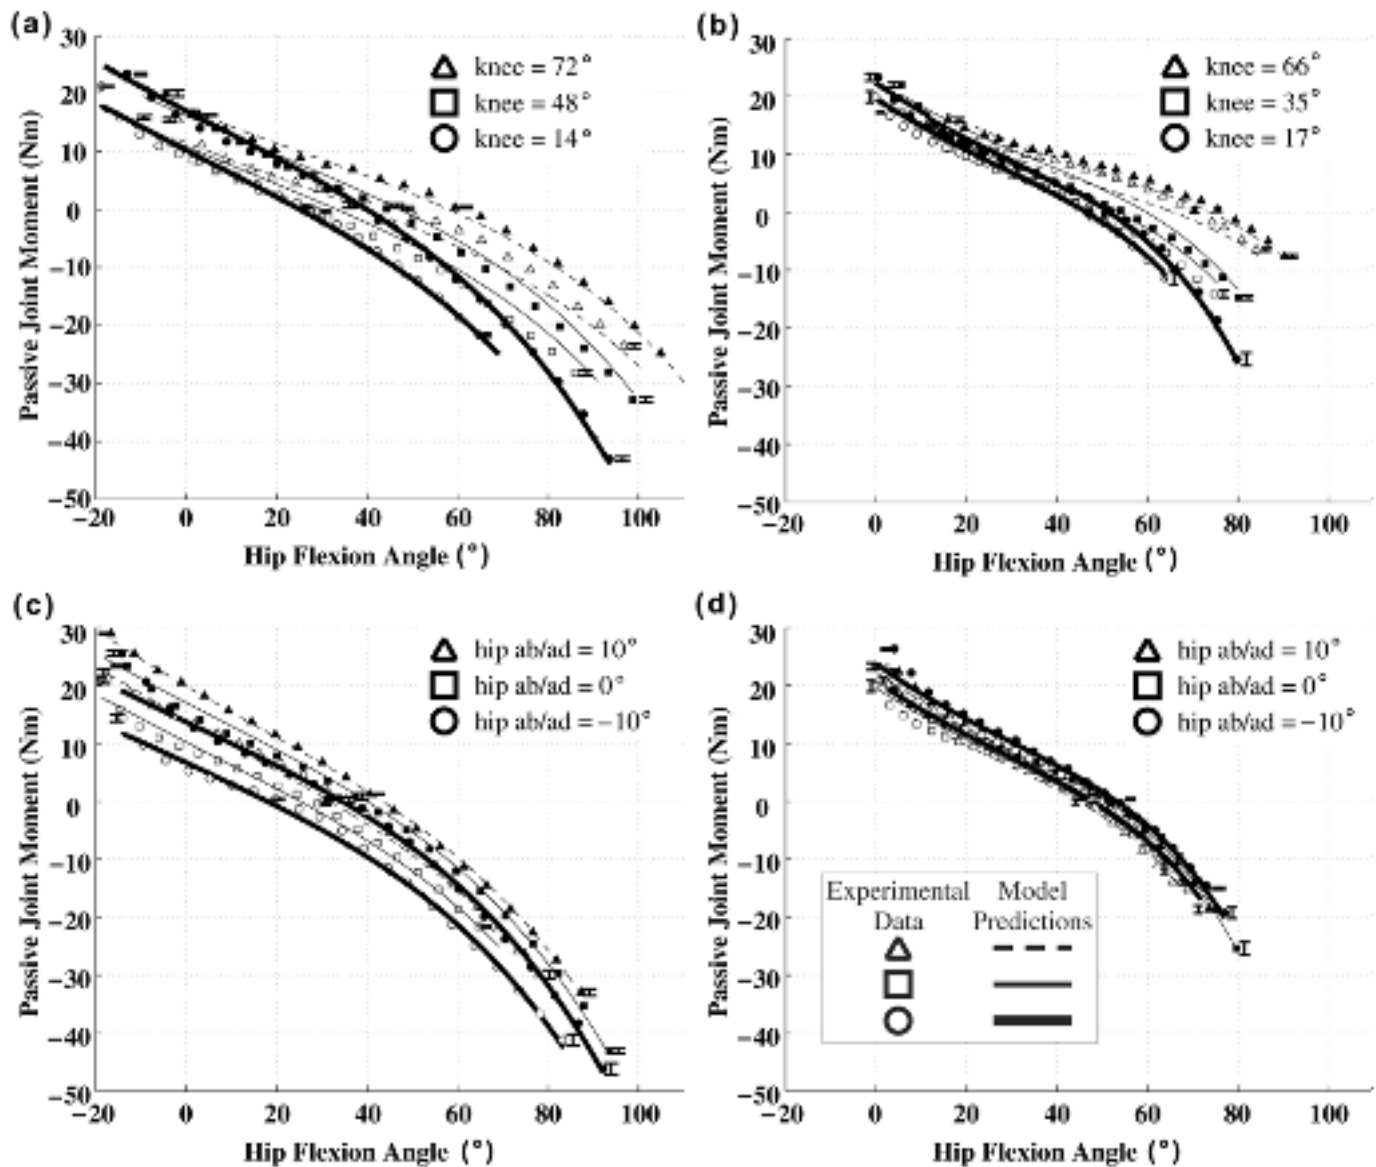 (a)
30
20
10
0
−10
−20
−30
−40
−50
−20 0 20 40 60 80 100
Passive Joint Moment (Nm)
Hip Flexion Angle (°)
knee = 72°
knee = 48°
knee = 14°
(b)
30
20
10
0
−10
−20
−30
−40
−50
−20 0 20 40 60 80 100
Passive Joint Moment (Nm)
Hip Flexion Angle (°)
knee = 66°
knee = 35°
knee = 17°
(c)
30
20
10
0
−10
−20
−30
−40
−50
−20 0 20 40 60 80 100
Passive Joint Moment (Nm)
Hip Flexion Angle (°)
hip ab/ad = 10°
hip ab/ad = 0°
hip ab/ad = −10°
(d)
30
20
10
0
−10
−20
−30
−40
−50
−20 0 20 40 60 80 100
Passive Joint Moment (Nm)
Hip Flexion Angle (°)
hip ab/ad = 10°
hip ab/ad = 0°
hip ab/ad = −10°
Experimental Model
Data Predictions